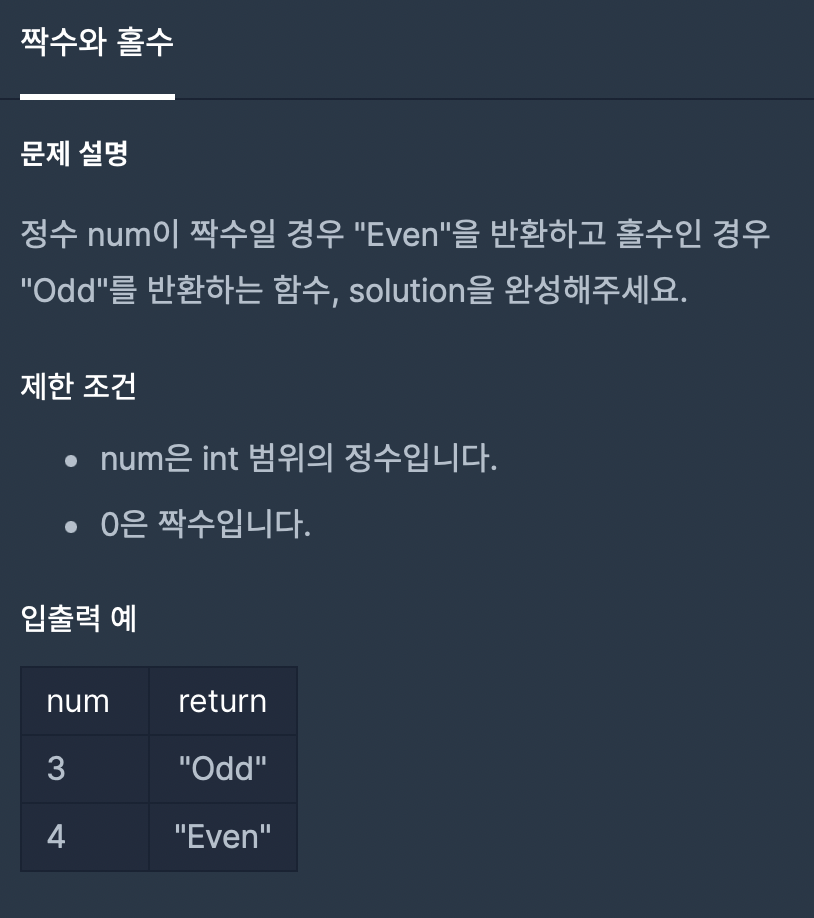 짝수와 홀수
문제 설명
정수 num이 짝수일 경우 "Even"을 반환하고 홀수인 경우
"Odd"를 반환하는 함수, solution을 완성해주세요.
제한 조건
• num은 int 범위의 정수입니다.
• 0은 짝수입니다.
입출력 예
num return
3 "Odd"
4 "Even"